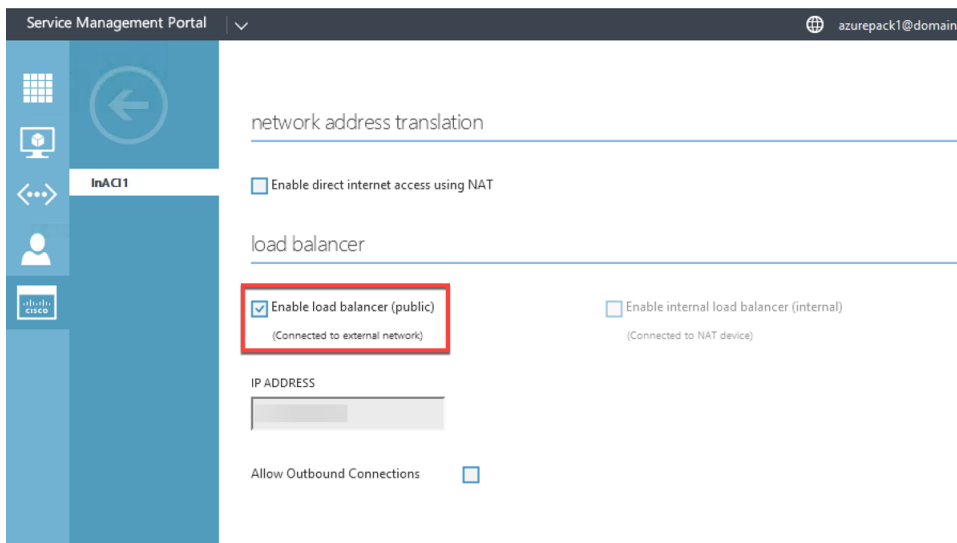 Service Management Portal
azurepack1@domain
network address translation
InACI1
Enable direct internet access using NAT
load balancer
Enable load balancer (public)
Enable internal load balancer (internal)
(Connected to external network)
(Connected to NAT device)
cisco
IP ADDRESS
Allow Outbound Connections